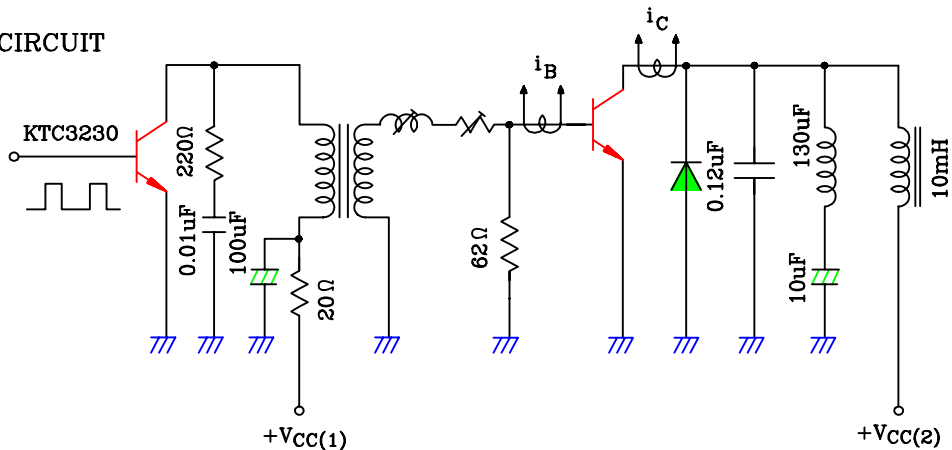 CIRCUIT
KTC3230
220Ω
0.01uF
100uF
20Ω
+VCC(1)
iB
62Ω
iC
0.12uF
130uF
10uF
10mH
+VCC(2)